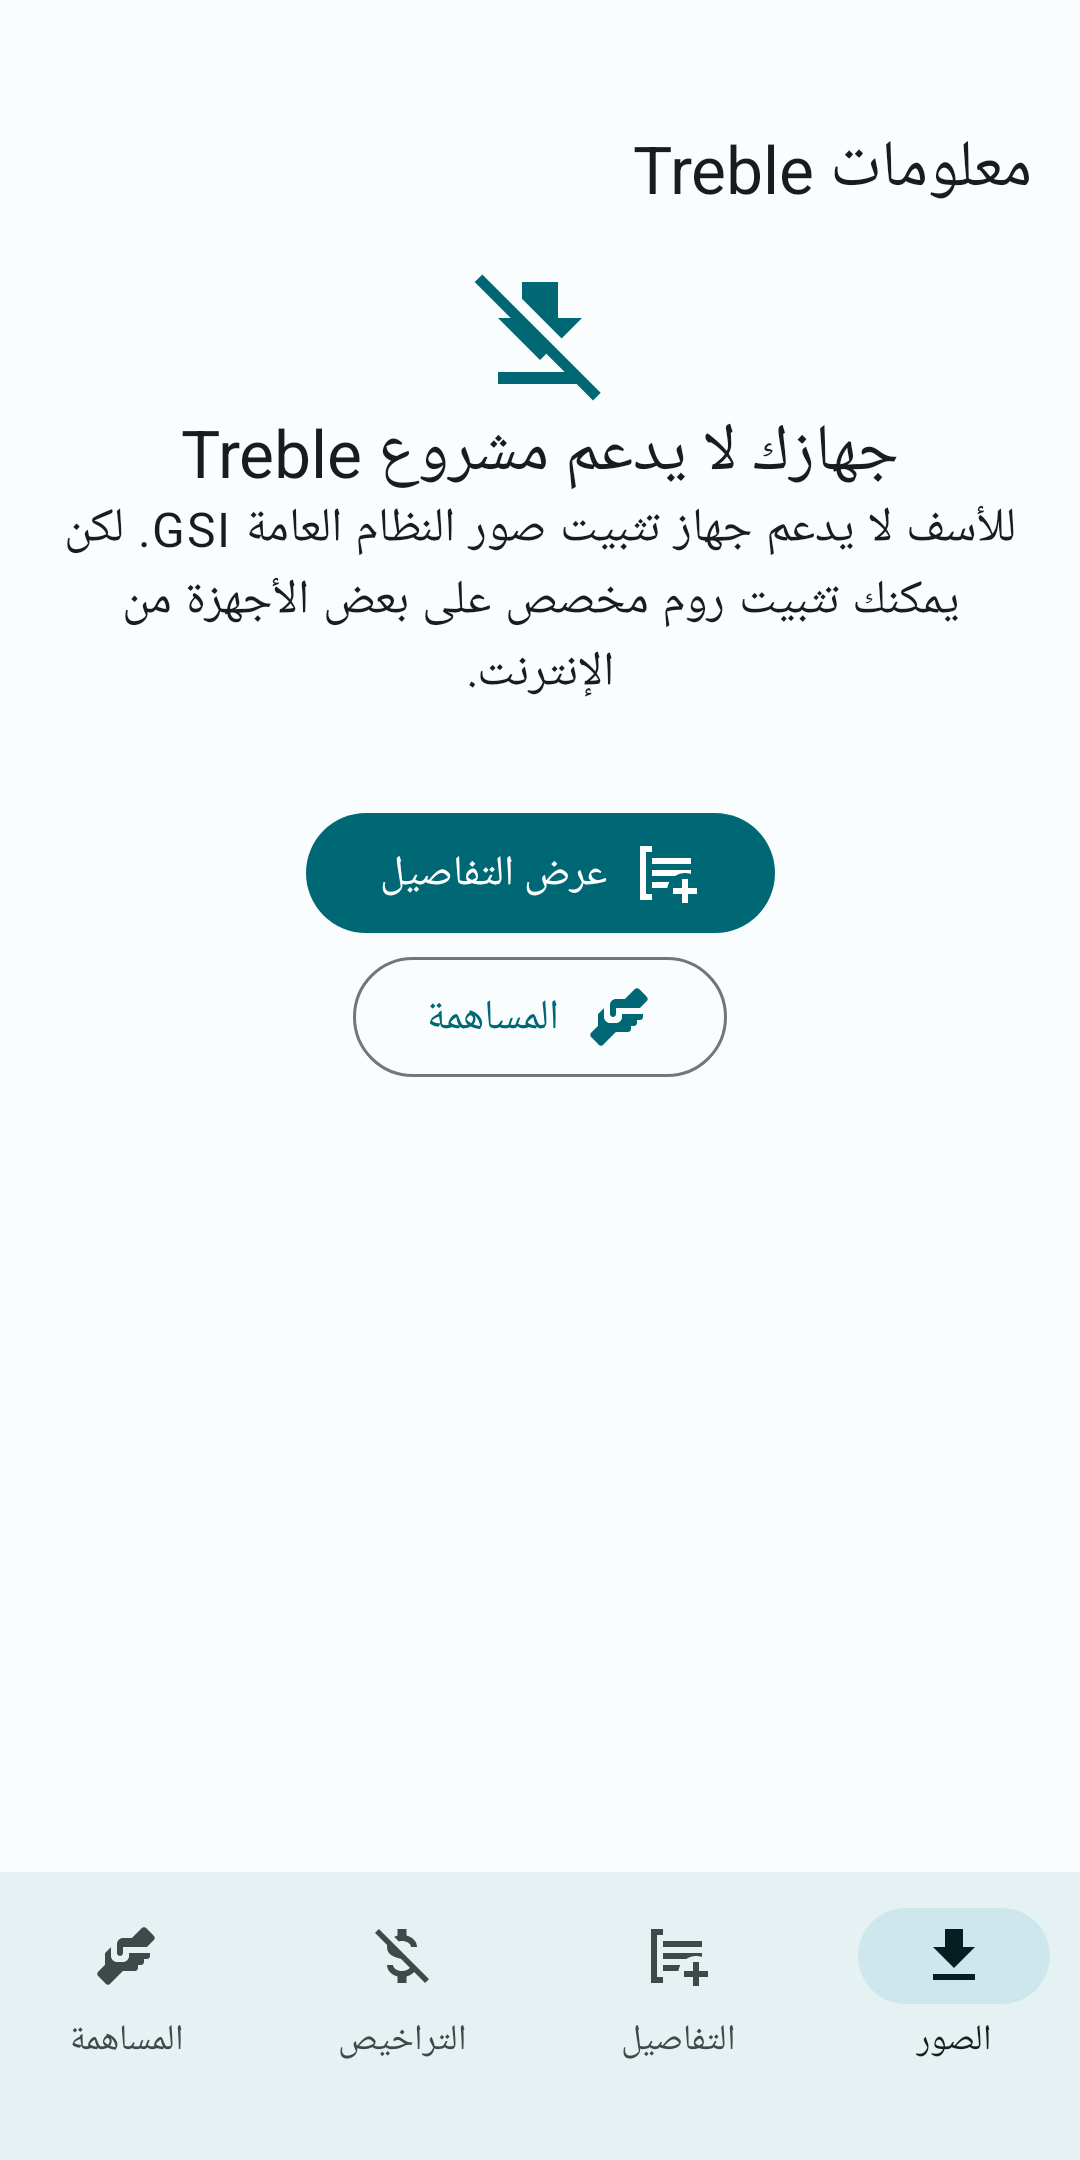 معلومات Treble
جهازك لا يدعم مشروع Treble
للأسف لا يدعم جهاز تثبيت صور النظام العامة GSI. لكن
يمكنك تثبيت روم مخصص على بعض الأجهزة من
الإنترنت.
عرض التفاصيل
المساهمة
الصور
التفاصيل
التراخيص
المساهمة